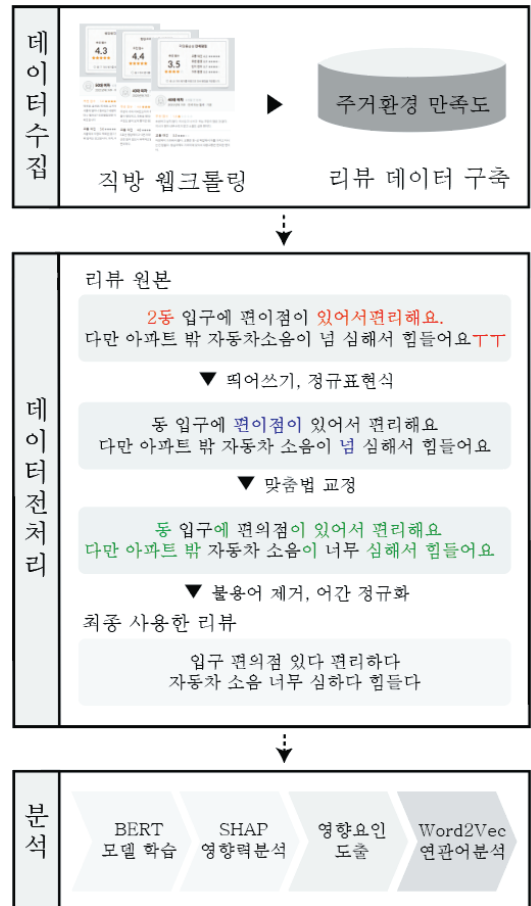 데이터수집
4.3
4.4
3.5
직방 웹크롤링
▶
주거환경 만족도
리뷰 데이터 구축
데이터전처리
리뷰 원본
2동 입구에 편이점이 있어서편리해요.
다만 아파트 밖 자동차소음이 넘 심해서 힘들어요ㅜㅜ
▼ 띄어쓰기, 정규표현식
동 입구에 편이점이 있어서 편리해요
다만 아파트 밖 자동차 소음이 넘 심해서 힘들어요
▼ 맞춤법 교정
동 입구에 편의점이 있어서 편리해요
다만 아파트 밖 자동차 소음이 너무 심해서 힘들어요
▼ 불용어 제거, 어간 정규화
최종 사용한 리뷰
입구 편의점 있다 편리하다
자동차 소음 너무 심하다 힘들다
분석
BERT
모델 학습
SHAP
영향력분석
영향요인
도출
Word2Vec
연관어분석